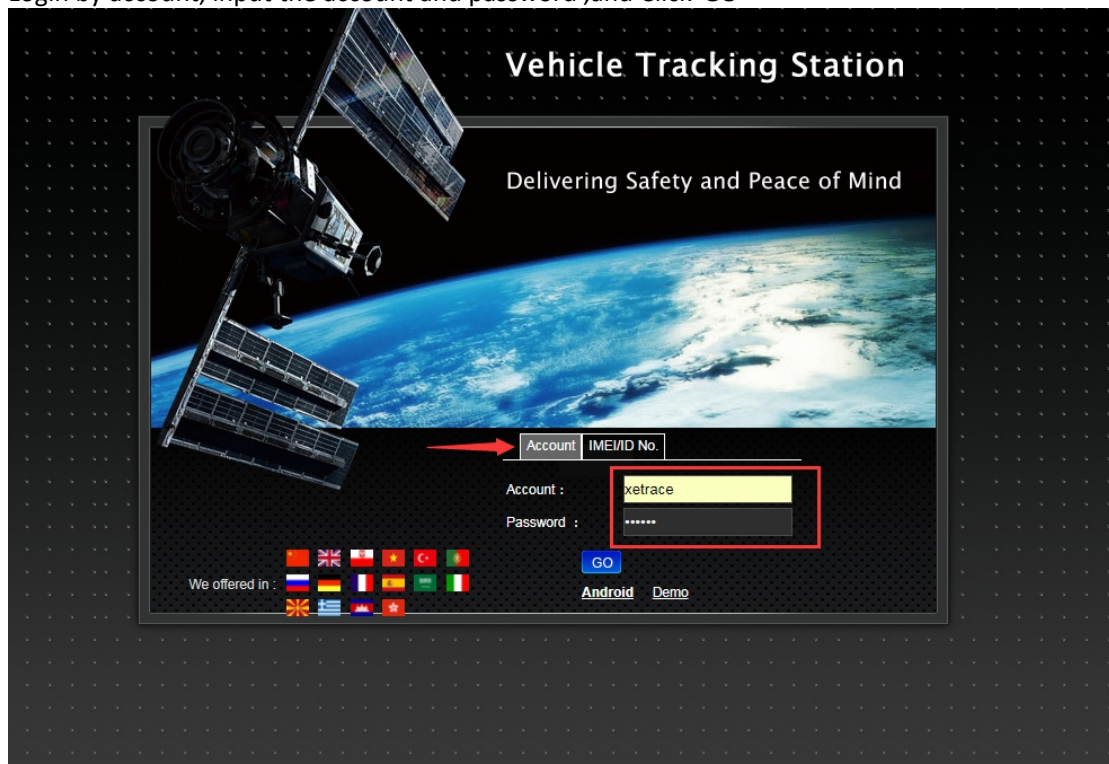 Login by account, input the account and password ,and Click "GO"
Vehicle Tracking Station
Delivering Safety and Peace of Mind
Account IMEI/ID No.
Account : xetrace
Password : ••••••
GO
We offered in :
Android Demo